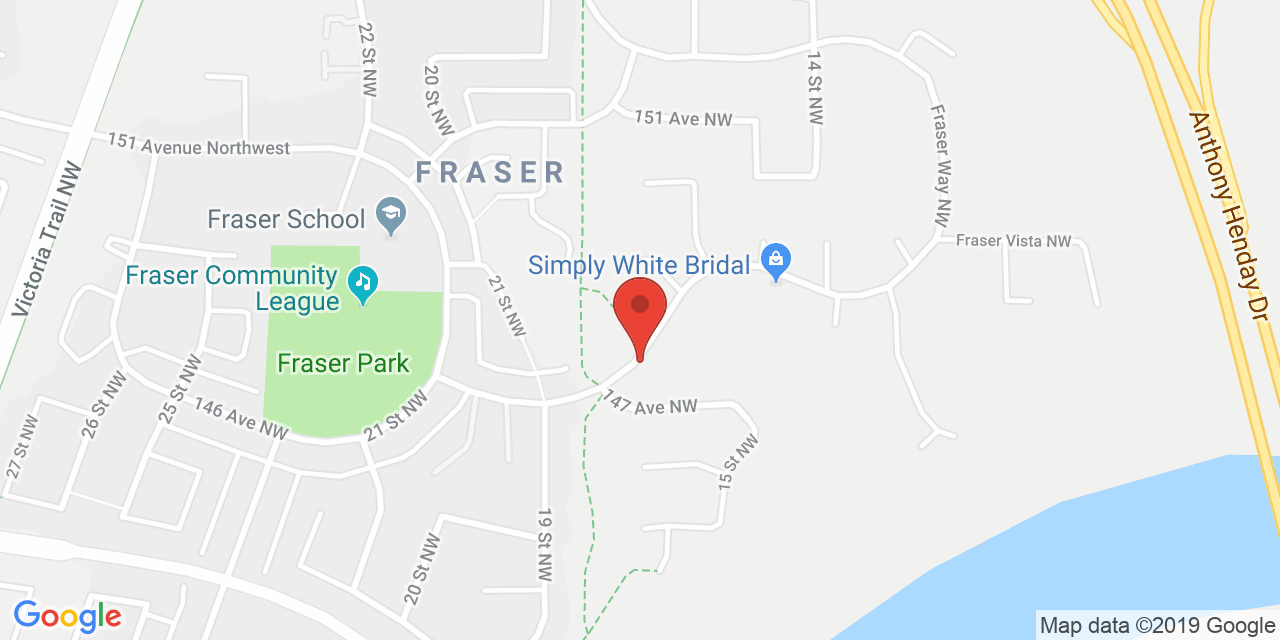 22 St NW
20 St NW
14 St NW
151 Ave NW
151 Avenue Northwest
Fraser Way NW
Anthony Henday Dr
FRASER
Victoria Trail NW
Fraser School
Fraser Vista NW
Simply White Bridal
Fraser Community
League
21 St NW
Fraser Park
25 St NW
26 St NW
146 Ave NW
21 St NW
147 Ave NW
27 St NW
15 St NW
19 St NW
20 St NW
Google
Map data ©2019 Google